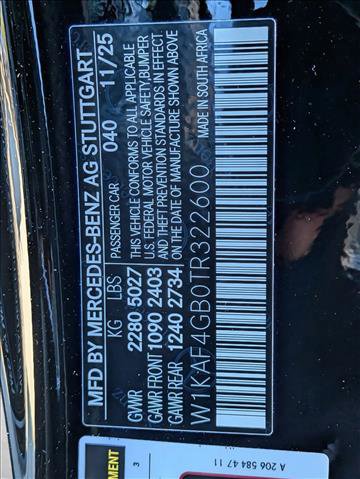 MFD BY MERCEDES-BENZ AG STUTTGART
PASSENGER CAR 040 11/25
KG LBS
GVWR 2280 5027
GAWR FRONT 1090 2403
GAWR REAR 1240 2734
THIS VEHICLE CONFORMS TO ALL APPLICABLE
U.S. FEDERAL MOTOR VEHICLE SAFETY, BUMPER
AND THEFT PREVENTION STANDARDS IN EFFECT
ON THE DATE OF MANUFACTURE SHOWN ABOVE
MADE IN SOUTH AFRICA
W1KAF4GB0TR322600
A 206 584 47 11
3